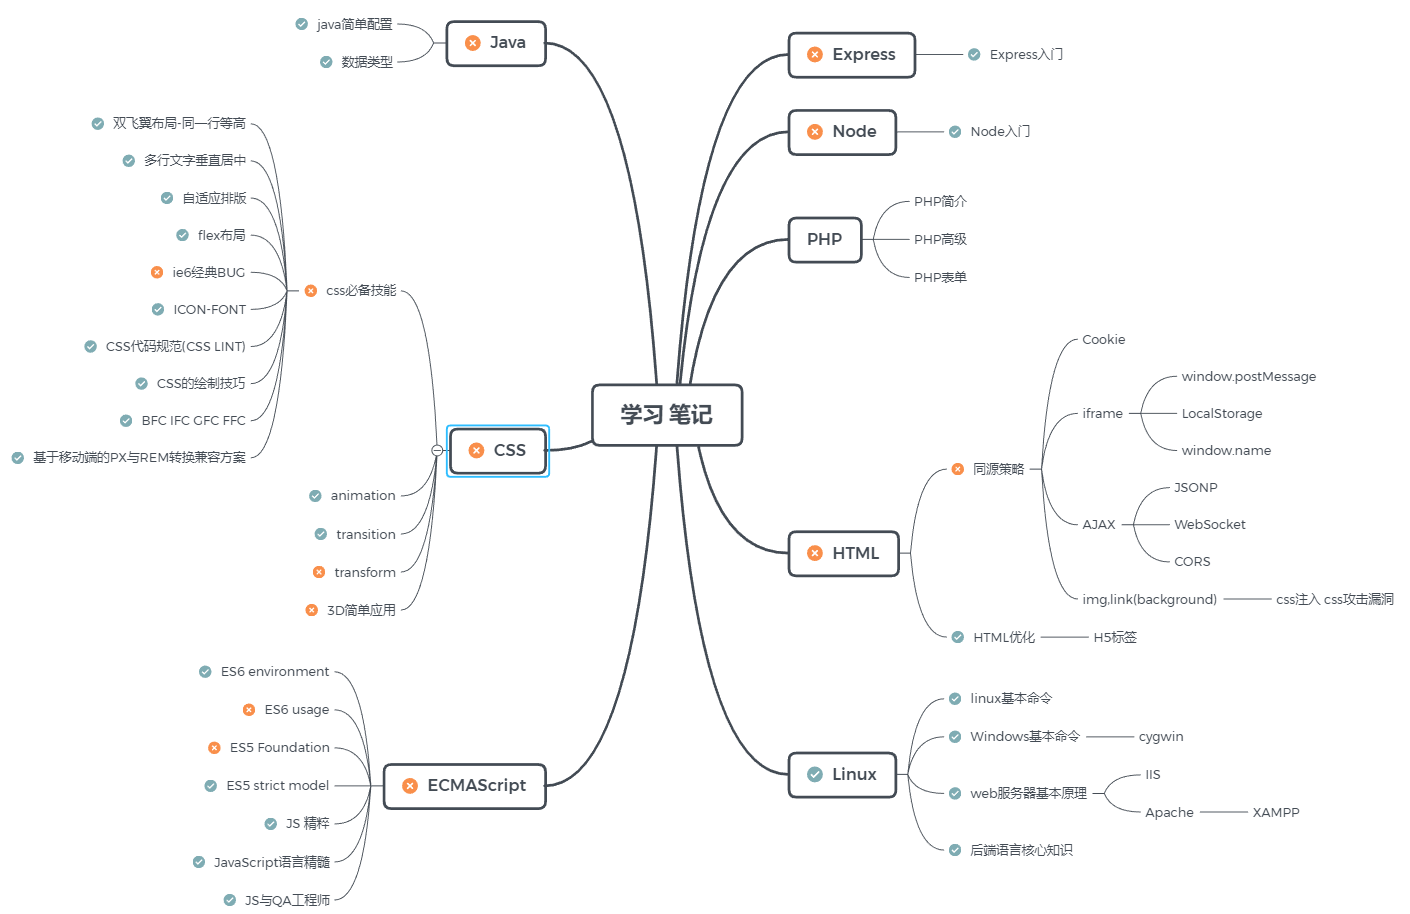 学习 笔记
Java
java简单配置
数据类型
CSS
css必备技能
双飞翼布局-同一行等高
多行文字垂直居中
自适应排版
flex布局
ie6经典BUG
ICON-FONT
CSS代码规范(CSS LINT)
CSS的绘制技巧
BFC IFC GFC FFC
基于移动端的PX与REM转换兼容方案
animation
transition
transform
3D简单应用
ECMAScript
ES6 environment
ES6 usage
ES5 Foundation
ES5 strict model
JS 精粹
JavaScript语言精髓
JS与QA工程师
Express
Express入门
Node
Node入门
PHP
PHP简介
PHP高级
PHP表单
HTML
同源策略
Cookie
iframe
window.postMessage
LocalStorage
window.name
AJAX
JSONP
WebSocket
CORS
img,link(background)
css注入 css攻击漏洞
HTML优化
H5标签
Linux
linux基本命令
Windows基本命令
cygwin
web服务器基本原理
IIS
Apache
XAMPP
后端语言核心知识